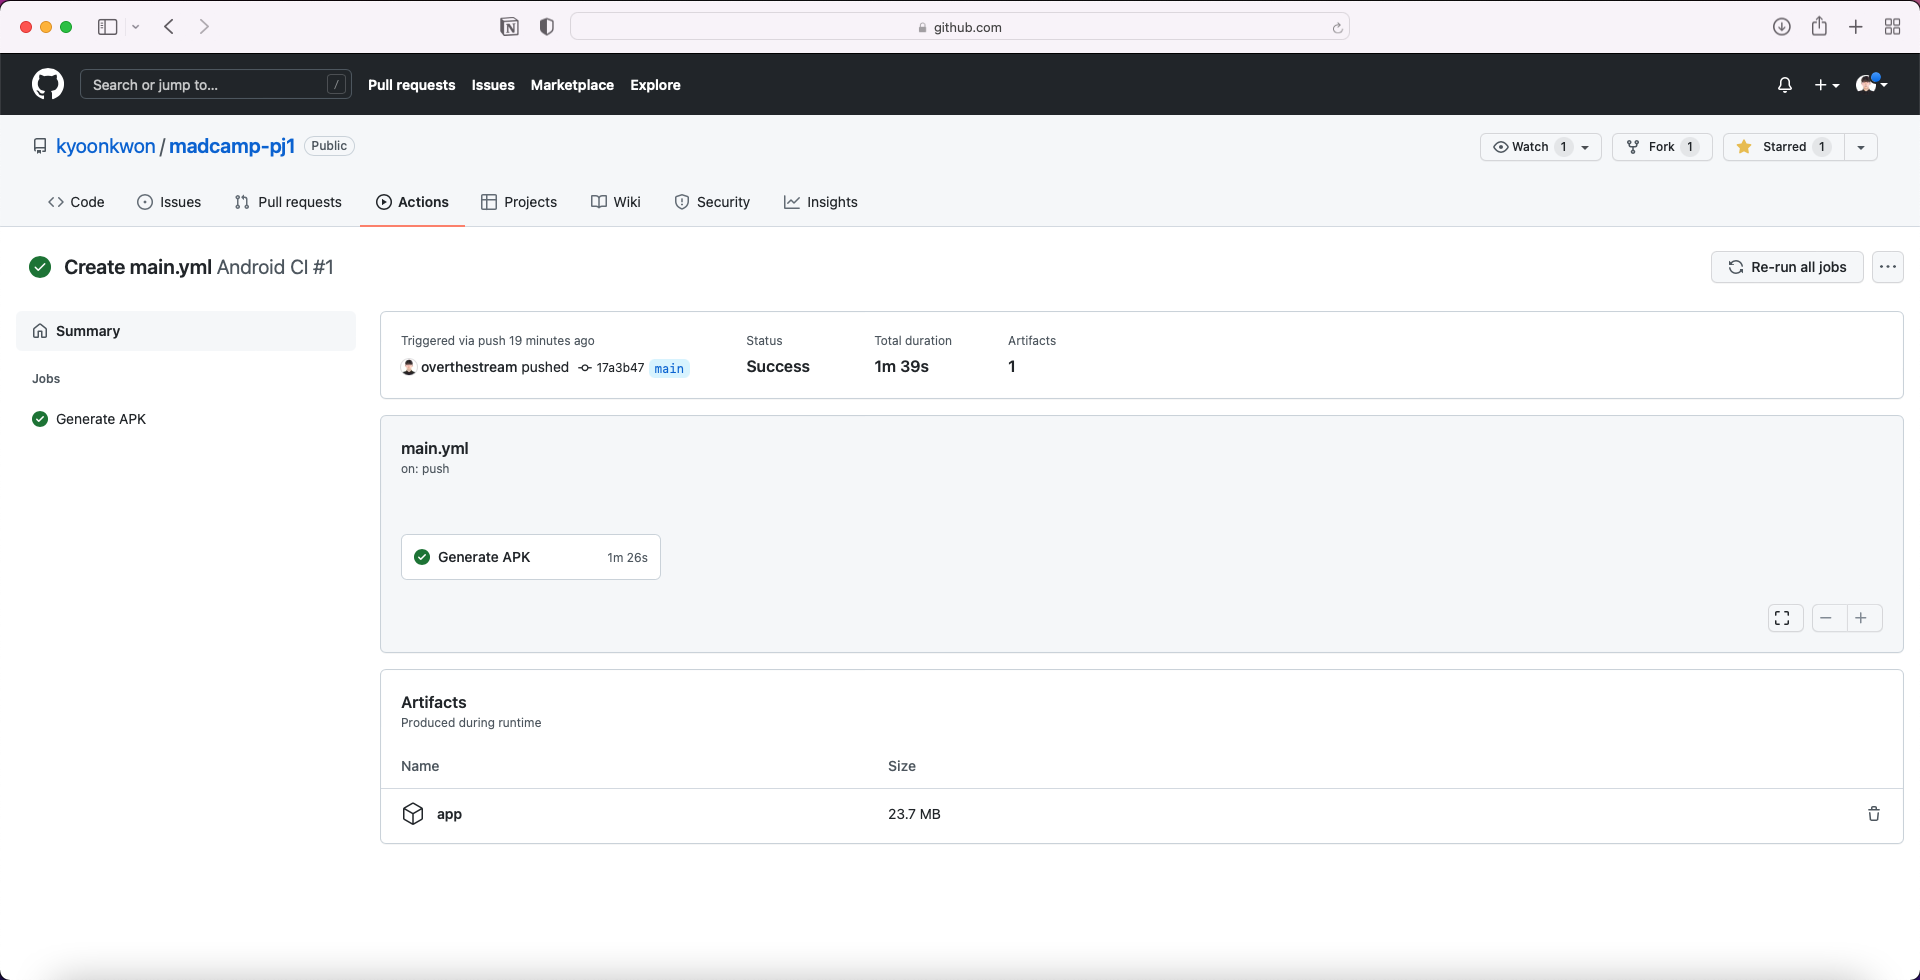 github.com
Search or jump to... /
Pull requests Issues Marketplace Explore
kyoonkwon / madcamp-pj1 Public
Watch 1 Fork 1 Starred 1
Code Issues Pull requests Actions Projects Wiki Security Insights
Create main.yml Android CI #1
Re-run all jobs
Summary
Jobs
Generate APK
Triggered via push 19 minutes ago
overthestream pushed 17a3b47 main
Status
Success
Total duration
1m 39s
Artifacts
1
main.yml
on: push
Generate APK 1m 26s
Artifacts
Produced during runtime
Name Size
app 23.7 MB